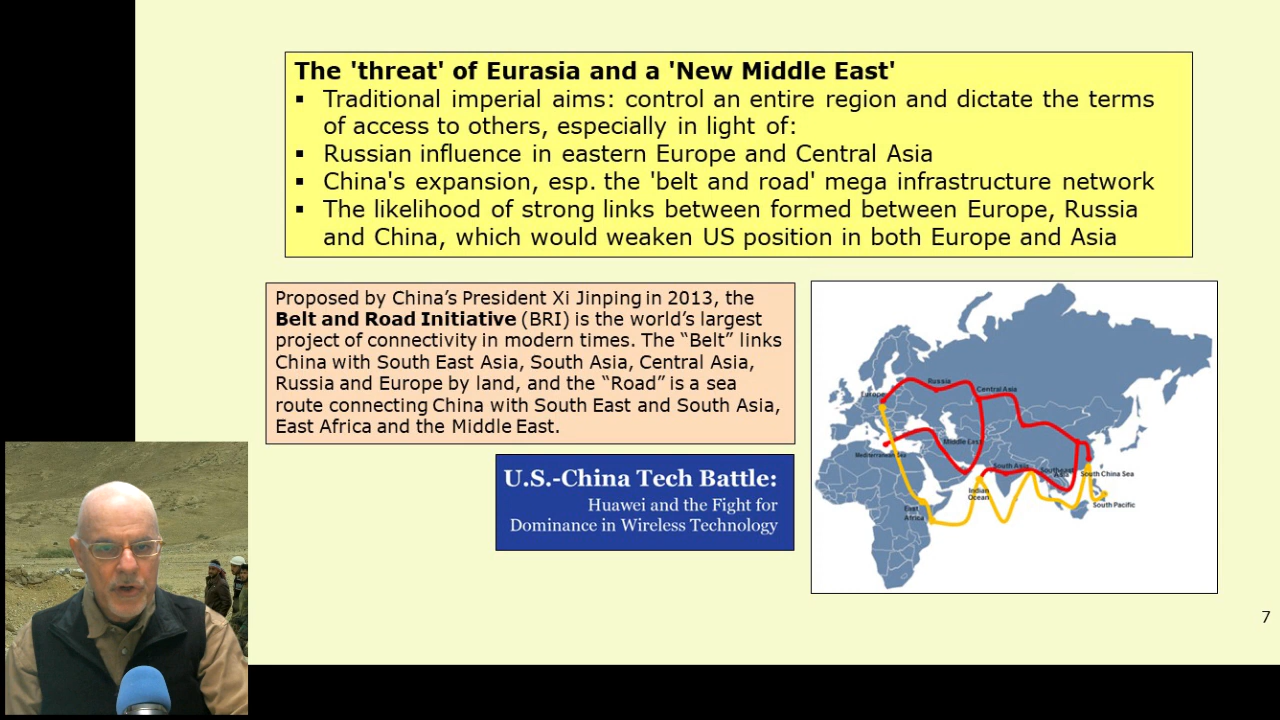 The 'threat' of Eurasia and a 'New Middle East'
▪ Traditional imperial aims: control an entire region and dictate the terms
of access to others, especially in light of:
▪ Russian influence in eastern Europe and Central Asia
▪ China's expansion, esp. the 'belt and road' mega infrastructure network
▪ The likelihood of strong links between formed between Europe, Russia
and China, which would weaken US position in both Europe and Asia
Proposed by China’s President Xi Jinping in 2013, the
Belt and Road Initiative (BRI) is the world’s largest
project of connectivity in modern times. The “Belt” links
China with South East Asia, South Asia, Central Asia,
Russia and Europe by land, and the “Road” is a sea
route connecting China with South East and South Asia,
East Africa and the Middle East.
U.S.-China Tech Battle:
Huawei and the Fight for
Dominance in Wireless Technology
Russia
Central Asia
Europe
Middle East
Mediterranean Sea
South Asia
Southeast
Asia
South China Sea
Indian
Ocean
South Pacific
East
Africa
7